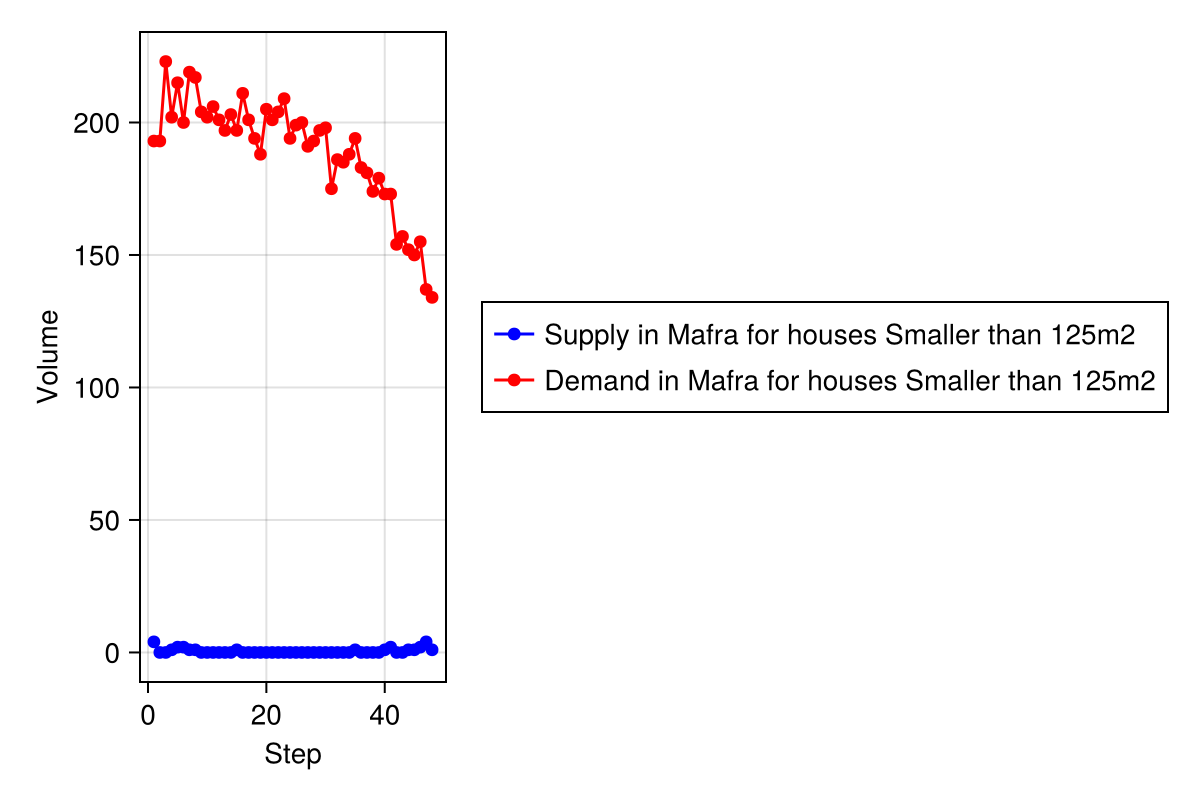 Volume
200
150
100
50
0
0 20 40
Step
Supply in Mafra for houses Smaller than 125m2
Demand in Mafra for houses Smaller than 125m2